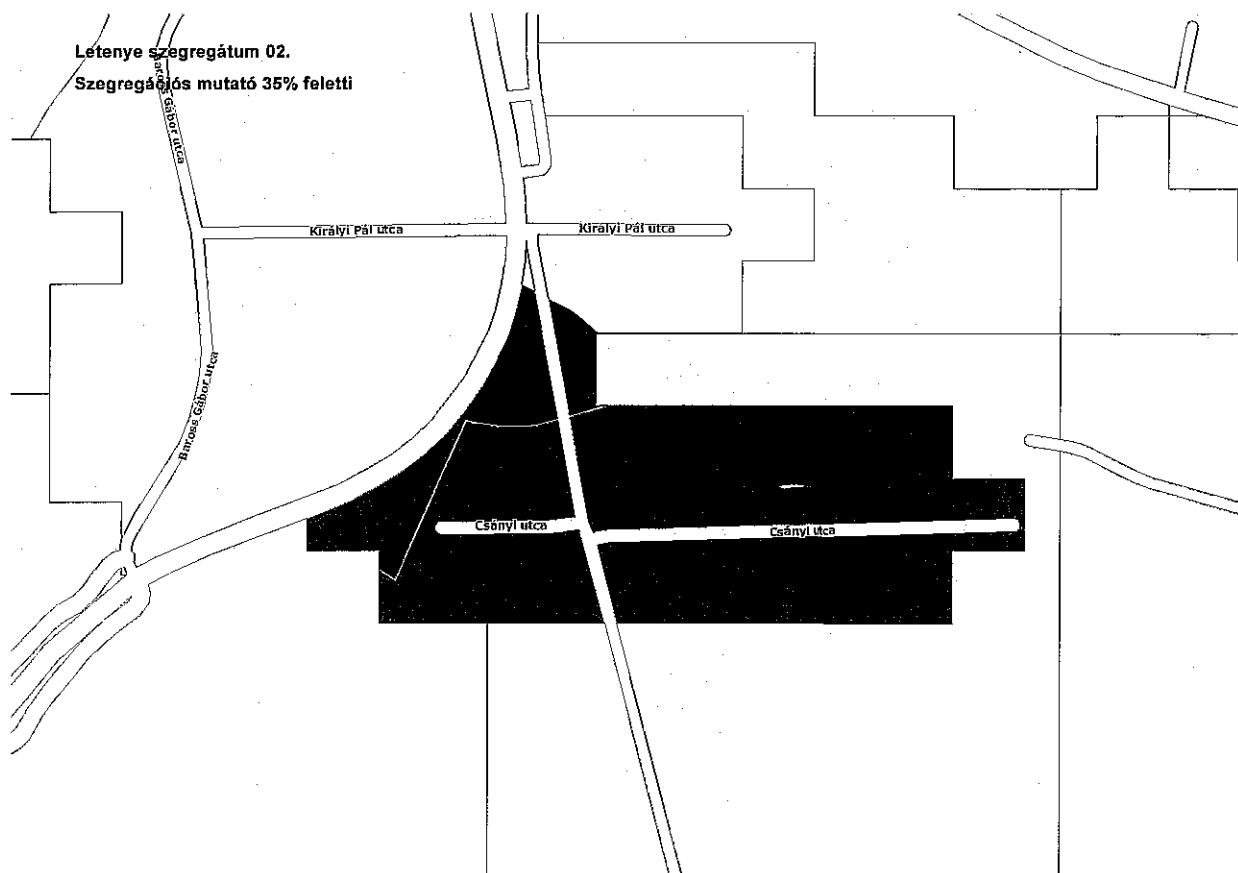 Letenye szegregátum 02.
Szegregációs mutató 35% feletti
Baross Gábor utca
Királyi Pál utca
Királyi Pál utca
Baross Gábor utca
Csányi utca
Csányi utca